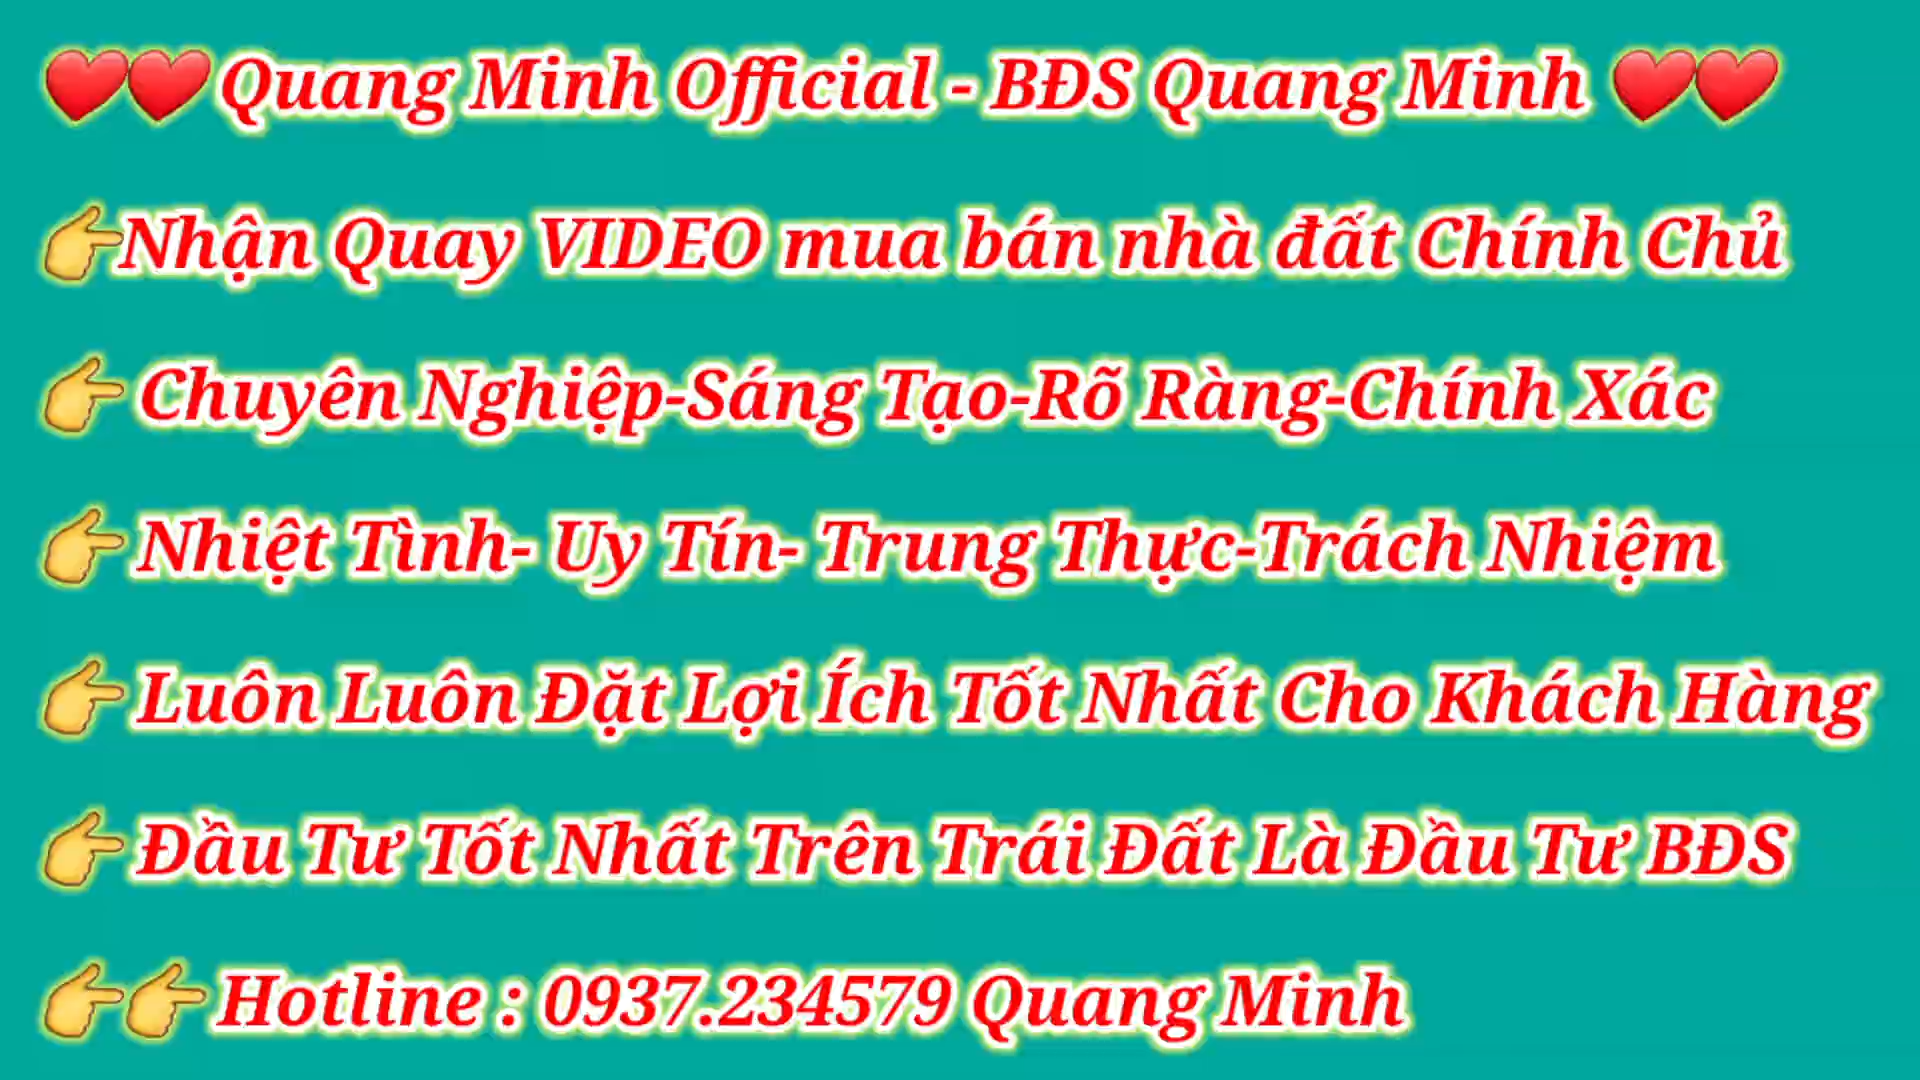 ❤️❤️Quang Minh Official - BĐS Quang Minh ❤️❤️
👉Nhận Quay VIDEO mua bán nhà đất Chính Chủ
👉 Chuyên Nghiệp-Sáng Tạo-Rõ Ràng-Chính Xác
👉 Nhiệt Tình- Uy Tín- Trung Thực-Trách Nhiệm
👉 Luôn Luôn Đặt Lợi Ích Tốt Nhất Cho Khách Hàng
👉 Đầu Tư Tốt Nhất Trên Trái Đất Là Đầu Tư BĐS
👉👉 Hotline : 0937.234579 Quang Minh